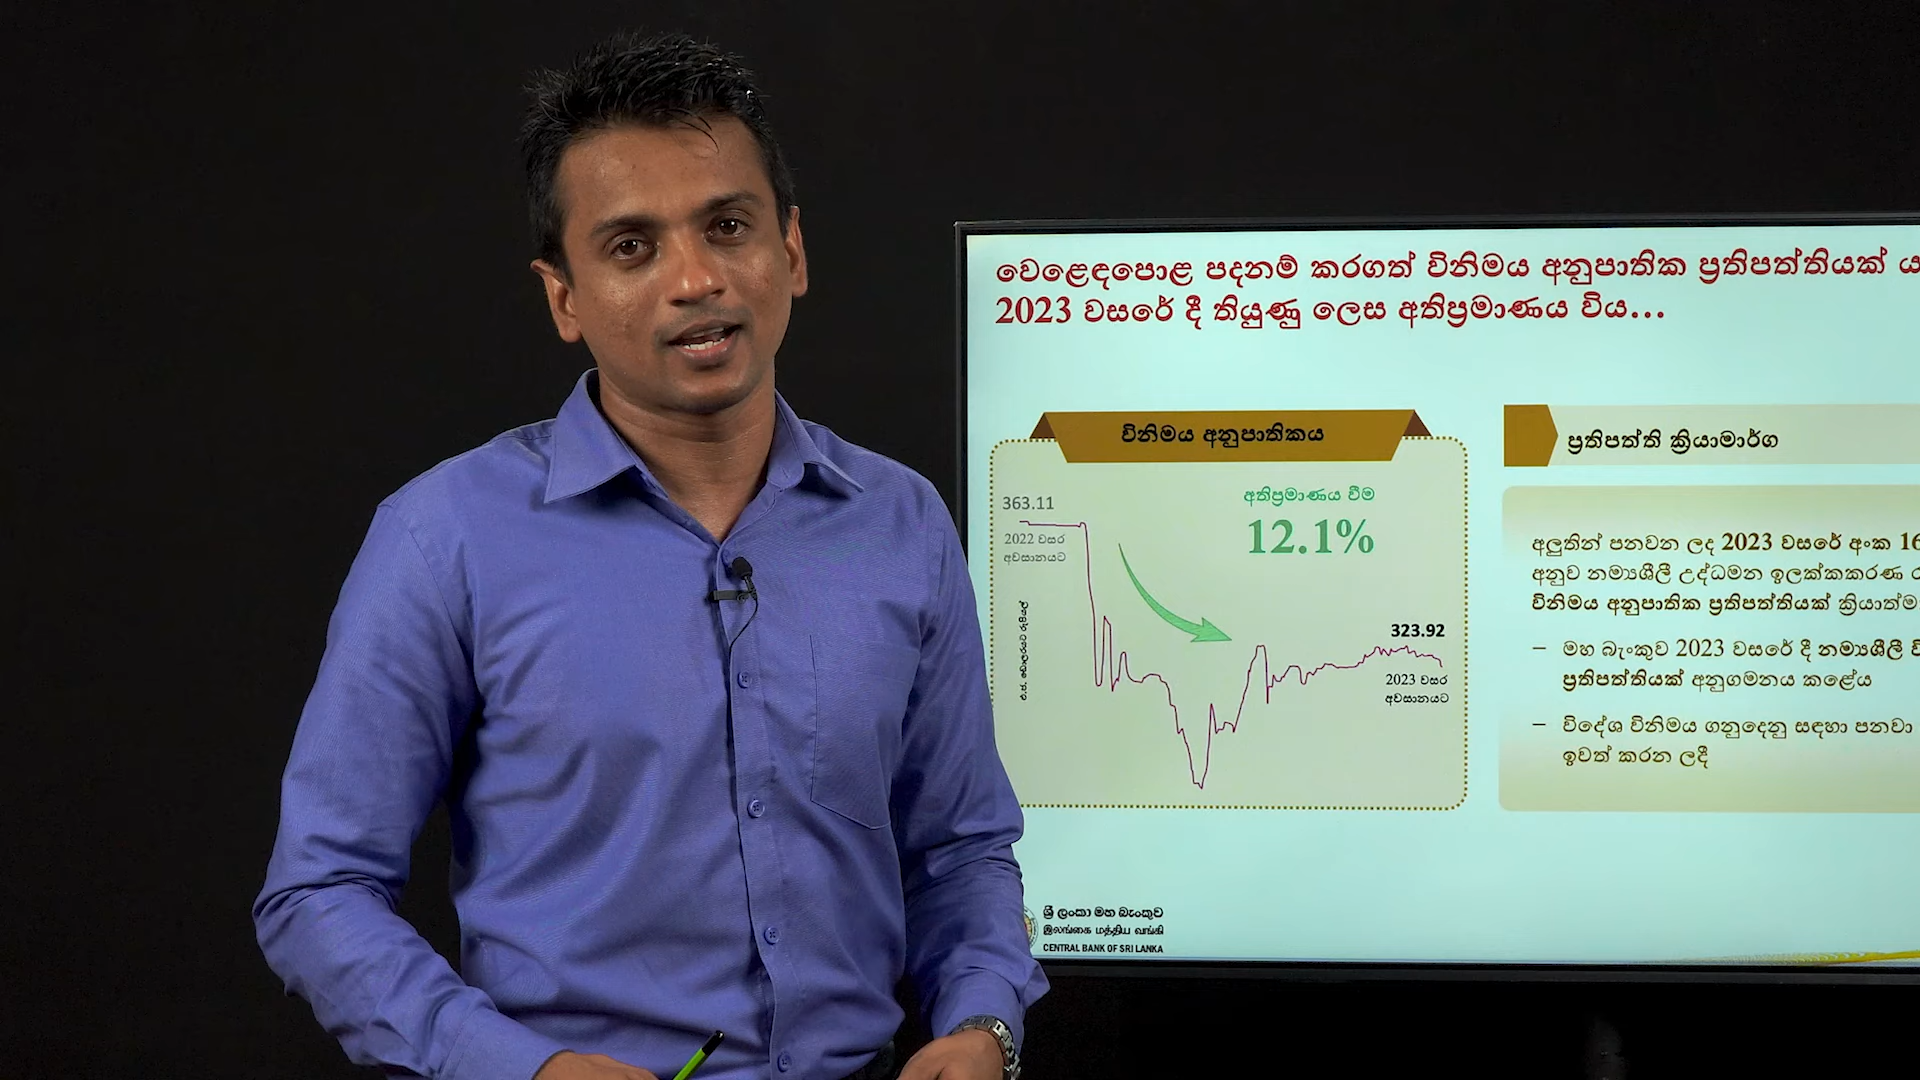 වෙළෙඳපොළ පදනම් කරගත් විනිමය අනුපාතික ප්‍රතිපත්තියක්
2023 වසරේ දී තියුණු ලෙස අතිප්‍රමාණය විය...
විනිමය අනුපාතිකය
363.11
2022 වසර
අවසානයට
අතිප්‍රමාණය වීම
12.1%
එ.ජ. ඩොලරයට රුපියල්
323.92
2023 වසර
අවසානයට
ප්‍රතිපත්ති ක්‍රියාමාර්ග
අලුතින් පනවන ලද 2023 වසරේ අංක 16
අනුව නම්‍යශීලී උද්ධමන ඉලක්කකරණ
විනිමය අනුපාතික ප්‍රතිපත්තියක් ක්‍රියාත්ම
– මහ බැංකුව 2023 වසරේ දී නම්‍යශීලී
ප්‍රතිපත්තියක් අනුගමනය කළේය
– විදේශ විනිමය ගනුදෙනු සඳහා පනවා
ඉවත් කරන ලදී
ශ්‍රී ලංකා මහ බැංකුව
இலங்கை மத்திய வங்கி
CENTRAL BANK OF SRI LANKA